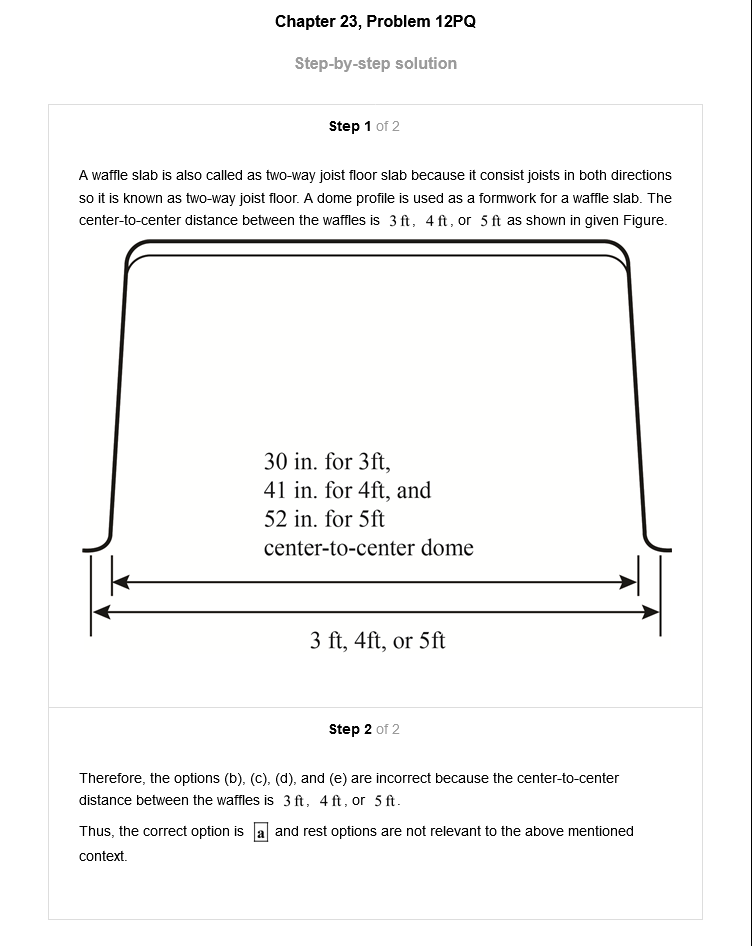 Chapter 23, Problem 12PQ
Step-by-step solution
Step 1 of 2
A waffle slab is also called as two-way joist floor slab because it consist joists in both directions
so it is known as two-way joist floor. A dome profile is used as a formwork for a waffle slab. The
center-to-center distance between the waffles is 3 ft, 4 ft, or 5 ft as shown in given Figure.
30 in. for 3ft,
41 in. for 4ft, and
52 in. for 5ft
center-to-center dome
3 ft, 4ft, or 5ft
Step 2 of 2
Therefore, the options (b), (c), (d), and (e) are incorrect because the center-to-center
distance between the waffles is 3 ft, 4 ft, or 5 ft.
Thus, the correct option is a and rest options are not relevant to the above mentioned
context.